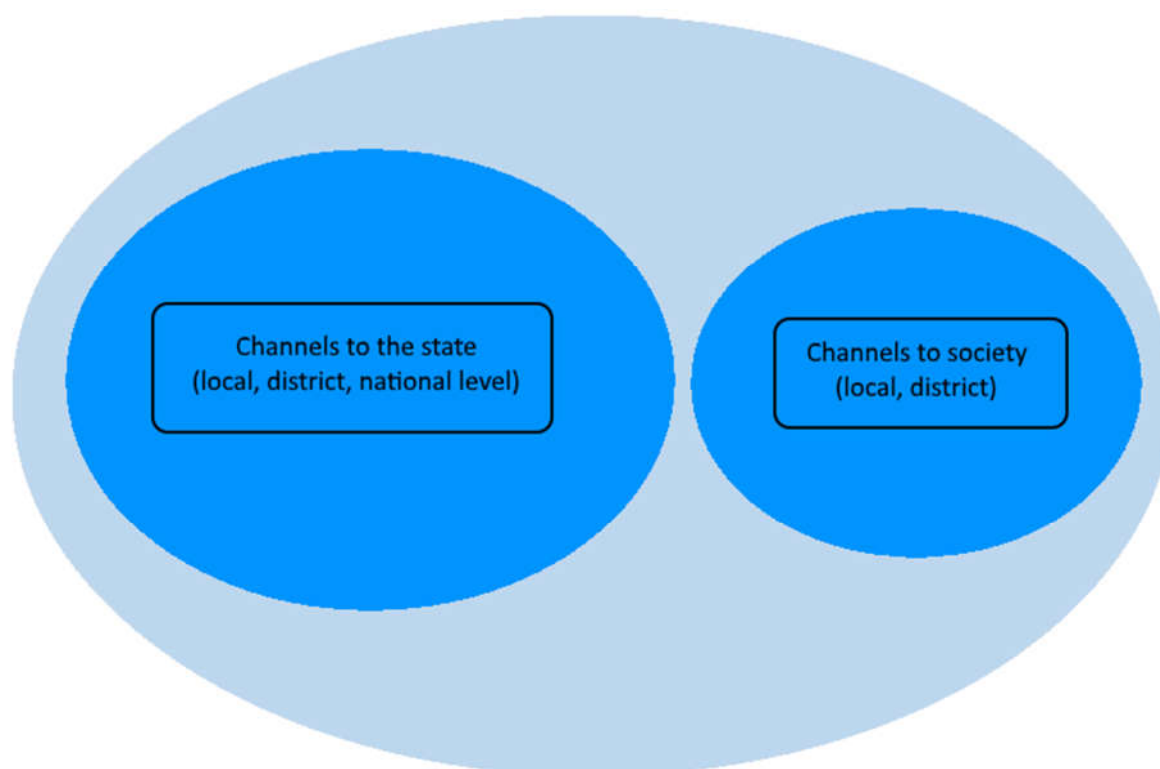 Channels to the state
(local, district, national level)
Channels to society
(local, district)